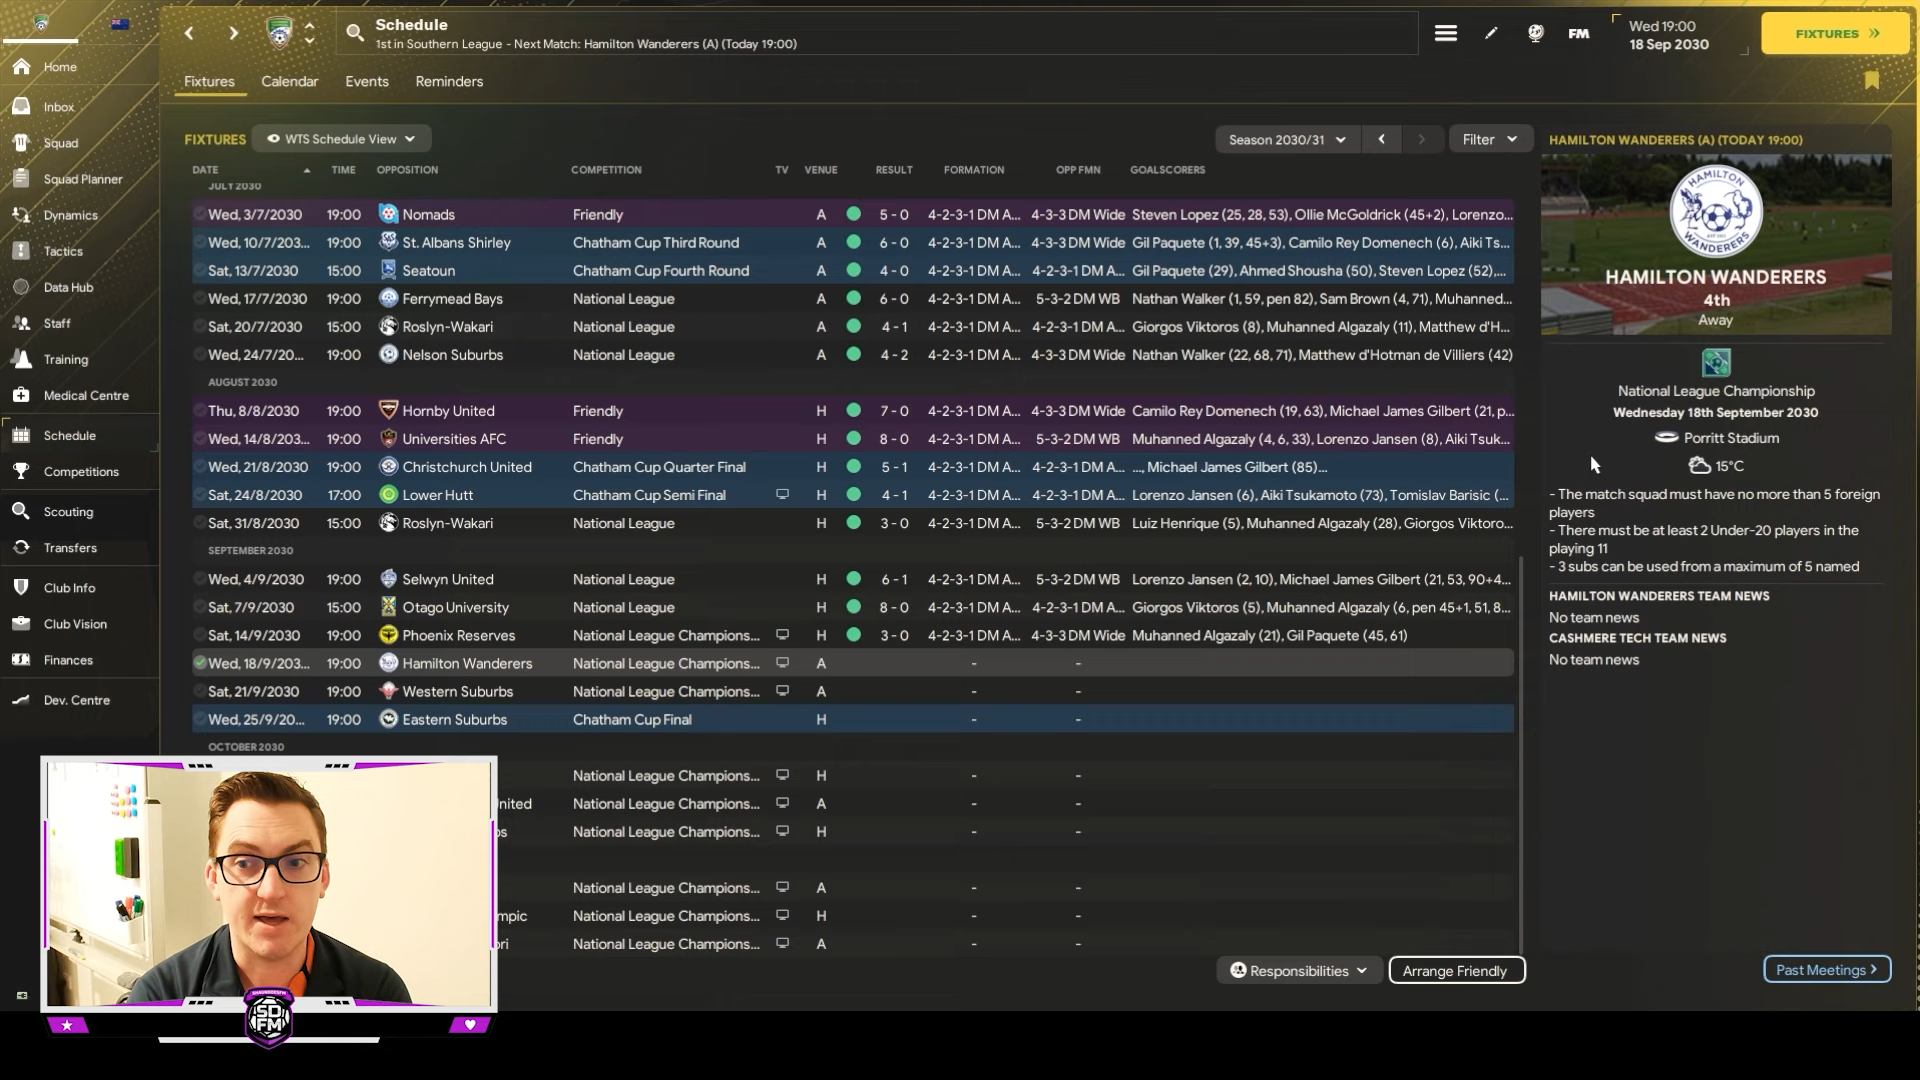 Schedule
1st in Southern League - Next Match: Hamilton Wanderers (A) (Today 19:00)
FM
Wed 19:00
18 Sep 2030
FIXTURES
Home
Inbox
Squad
Squad Planner
Dynamics
Tactics
Data Hub
Staff
Training
Medical Centre
Schedule
Competitions
Scouting
Transfers
Club Info
Club Vision
Finances
Dev. Centre
Fixtures Calendar Events Reminders
FIXTURES WTS Schedule View Season 2030/31 Filter
DATE TIME OPPOSITION COMPETITION TV VENUE RESULT FORMATION OPP FMN GOALSCORERS
JULY 2030
Wed, 3/7/2030 19:00 Nomads Friendly A 5 - 0 4-2-3-1 DM A... 4-3-3 DM Wide Steven Lopez (25, 28, 53), Ollie McGoldrick (45+2), Lorenzo...
Wed, 10/7/203... 19:00 St. Albans Shirley Chatham Cup Third Round A 6 - 0 4-2-3-1 DM A... 4-3-3 DM Wide Gil Paquete (1, 39, 45+3), Camilo Rey Domenech (6), Aiki Ts...
Sat, 13/7/2030 15:00 Seatoun Chatham Cup Fourth Round A 4 - 0 4-2-3-1 DM A... 4-2-3-1 DM A... Gil Paquete (29), Ahmed Shousha (50), Steven Lopez (52),...
Wed, 17/7/2030 19:00 Ferrymead Bays National League A 6 - 0 4-2-3-1 DM A... 5-3-2 DM WB Nathan Walker (1, 59, pen 82), Sam Brown (4, 71), Muhanned...
Sat, 20/7/2030 15:00 Roslyn-Wakari National League A 4 - 1 4-2-3-1 DM A... 4-2-3-1 DM A... Giorgos Viktoros (8), Muhanned Algazaly (11), Matthew d'H...
Wed, 24/7/20... 19:00 Nelson Suburbs National League A 4 - 2 4-2-3-1 DM A... 4-3-3 DM Wide Nathan Walker (22, 68, 71), Matthew d'Hotman de Villiers (42)
AUGUST 2030
Thu, 8/8/2030 19:00 Hornby United Friendly H 7 - 0 4-2-3-1 DM A... 4-3-3 DM Wide Camilo Rey Domenech (19, 63), Michael James Gilbert (21, p...
Wed, 14/8/203... 19:00 Universities AFC Friendly H 8 - 0 4-2-3-1 DM A... 5-3-2 DM WB Muhanned Algazaly (4, 6, 33), Lorenzo Jansen (8), Aiki Tsuk...
Wed, 21/8/2030 19:00 Christchurch United Chatham Cup Quarter Final H 5 - 1 4-2-3-1 DM A... 4-2-3-1 DM A... ..., Michael James Gilbert (85)...
Sat, 24/8/2030 17:00 Lower Hutt Chatham Cup Semi Final H 4 - 1 4-2-3-1 DM A... 4-2-3-1 DM A... Lorenzo Jansen (6), Aiki Tsukamoto (73), Tomislav Barisic (...
Sat, 31/8/2030 15:00 Roslyn-Wakari National League H 3 - 0 4-2-3-1 DM A... 5-3-2 DM WB Luiz Henrique (5), Muhanned Algazaly (28), Giorgos Viktoro...
SEPTEMBER 2030
Wed, 4/9/2030 19:00 Selwyn United National League H 6 - 1 4-2-3-1 DM A... 5-3-2 DM WB Lorenzo Jansen (2, 10), Michael James Gilbert (21, 53, 90+4...
Sat, 7/9/2030 15:00 Otago University National League H 8 - 0 4-2-3-1 DM A... 4-2-3-1 DM A... Giorgos Viktoros (5), Muhanned Algazaly (6, pen 45+1, 51, 8...
Sat, 14/9/2030 19:00 Phoenix Reserves National League Champions... H 3 - 0 4-2-3-1 DM A... 4-3-3 DM Wide Muhanned Algazaly (21), Gil Paquete (45, 61)
Wed, 18/9/203... 19:00 Hamilton Wanderers National League Champions... A - -
Sat, 21/9/2030 19:00 Western Suburbs National League Champions... A - -
Wed, 25/9/20... 19:00 Eastern Suburbs Chatham Cup Final H - -
OCTOBER 2030
National League Champions... H - -
nited National League Champions... A - -
bs National League Champions... H - -
National League Champions... A - -
mpic National League Champions... H - -
ori National League Champions... A - -
Responsibilities Arrange Friendly
HAMILTON WANDERERS (A) (TODAY 19:00)
HAMILTON
WANDERERS
HAMILTON WANDERERS
4th
Away
National League Championship
Wednesday 18th September 2030
Porritt Stadium
15°C
- The match squad must have no more than 5 foreign
players
- There must be at least 2 Under-20 players in the
playing 11
- 3 subs can be used from a maximum of 5 named
HAMILTON WANDERERS TEAM NEWS
No team news
CASHMERE TECH TEAM NEWS
No team news
Past Meetings
SD
FM